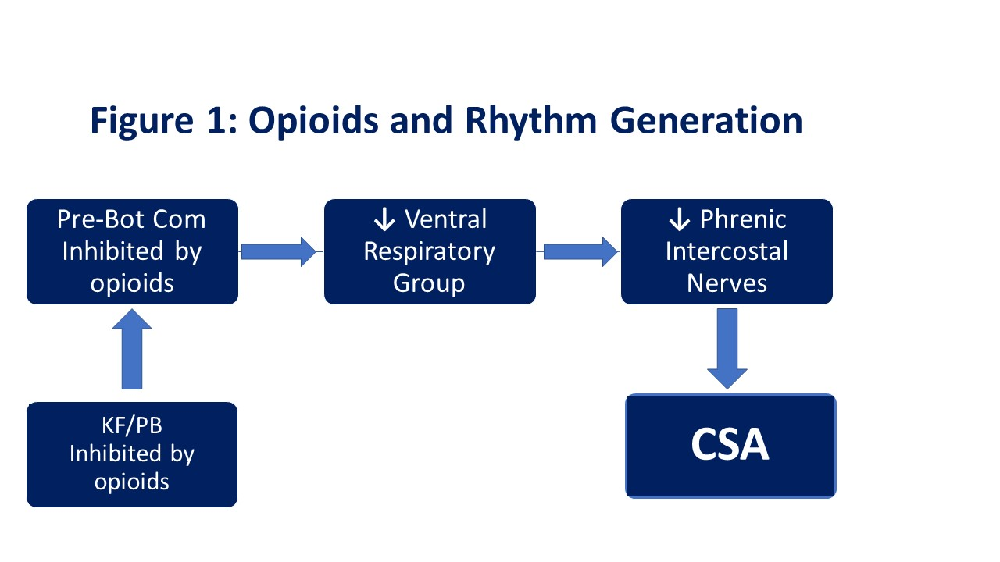 Figure 1: Opioids and Rhythm Generation
Pre-Bot Com
Inhibited by
opioids
↓ Ventral
Respiratory
Group
↓ Phrenic
Intercostal
Nerves
KF/PB
Inhibited by
opioids
CSA